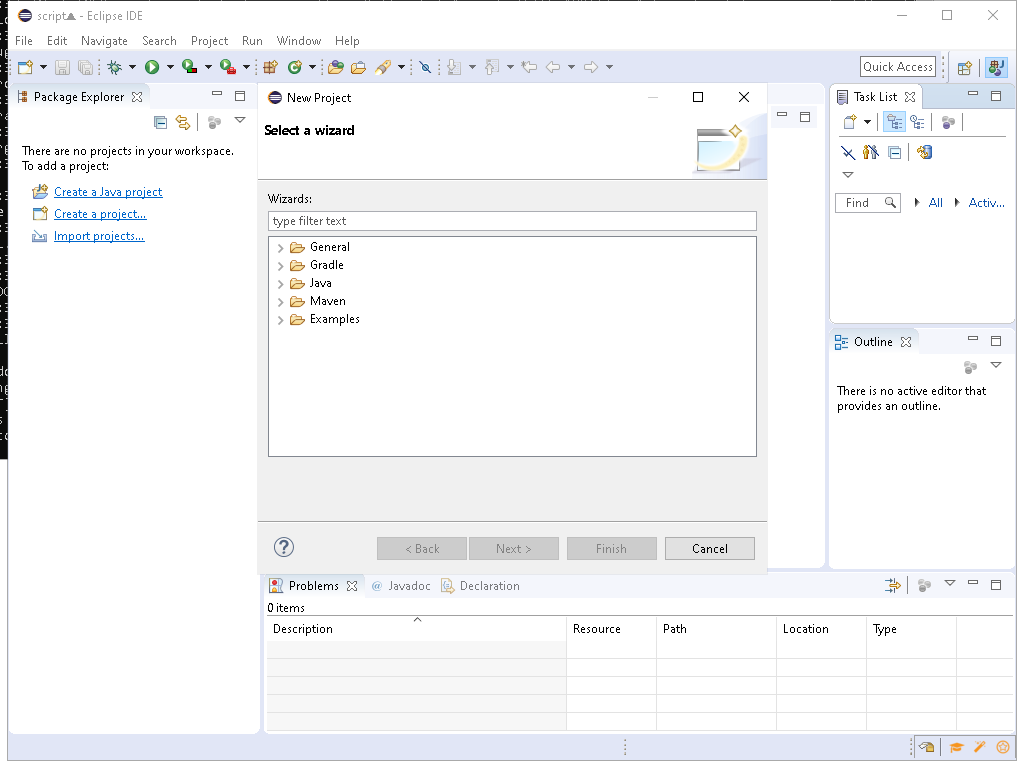 script▲ - Eclipse IDE
File Edit Navigate Search Project Run Window Help
Quick Access
Package Explorer
There are no projects in your workspace.
To add a project:
Create a Java project
Create a project...
Import projects...
New Project
Select a wizard
Wizards:
type filter text
General
Gradle
Java
Maven
Examples
< Back Next > Finish Cancel
Task List
Find All Activ...
Outline
There is no active editor that
provides an outline.
Problems @ Javadoc Declaration
0 items
Description Resource Path Location Type